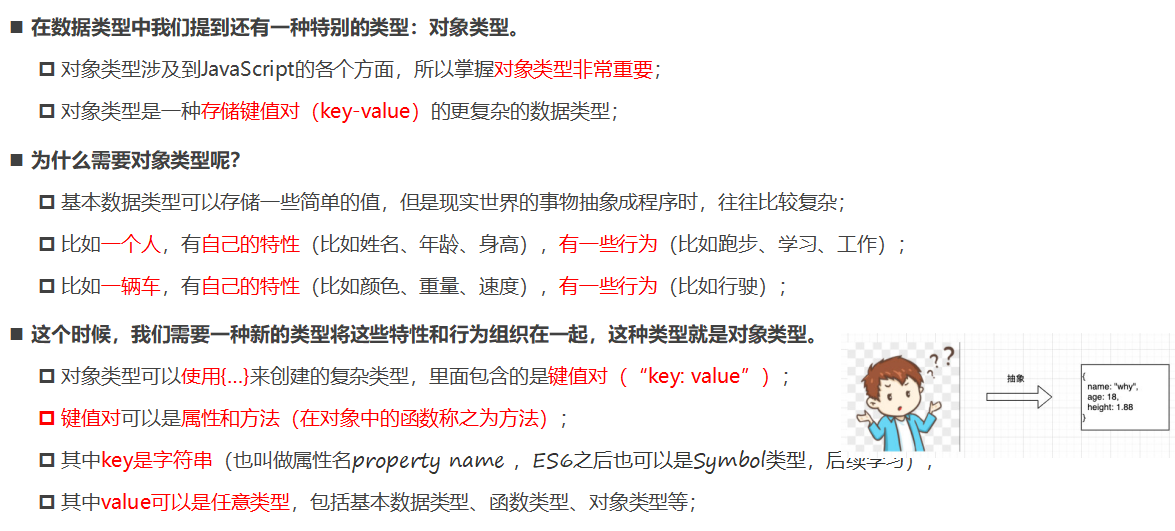 在数据类型中我们提到还有一种特别的类型：对象类型。
对象类型涉及到JavaScript的各个方面，所以掌握对象类型非常重要；
对象类型是一种存储键值对（key-value）的更复杂的数据类型；
为什么需要对象类型呢？
基本数据类型可以存储一些简单的值，但是现实世界的事物抽象成程序时，往往比较复杂；
比如一个人，有自己的特性（比如姓名、年龄、身高），有一些行为（比如跑步、学习、工作）；
比如一辆车，有自己的特性（比如颜色、重量、速度），有一些行为（比如行驶）；
这个时候，我们需要一种新的类型将这些特性和行为组织在一起，这种类型就是对象类型。
对象类型可以使用{...}来创建的复杂类型，里面包含的是键值对（“key: value”）；
键值对可以是属性和方法（在对象中的函数称之为方法）；
其中key是字符串（也叫做属性名property name ，ES6之后也可以是Symbol类型，后续学习）；
其中value可以是任意类型，包括基本数据类型、函数类型、对象类型等；
? ? ?
抽象
{
name: "why",
age: 18,
height: 1.88
}